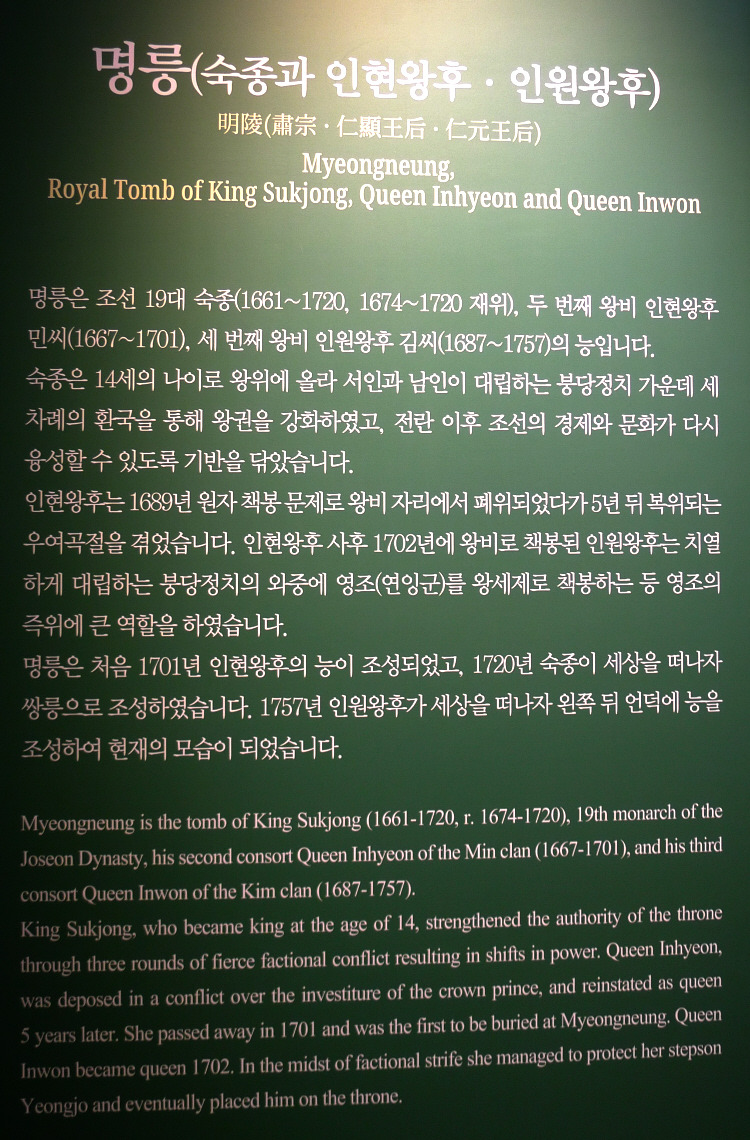 명릉(숙종과 인현왕후 · 인원왕후)
明陵(肅宗 · 仁顯王后 · 仁元王后)
Myeongneung,
Royal Tomb of King Sukjong, Queen Inhyeon and Queen Inwon
명릉은 조선 19대 숙종(1661~1720, 1674~1720 재위), 두 번째 왕비 인현왕후
민씨(1667~1701), 세 번째 왕비 인원왕후 김씨(1687~1757)의 능입니다.
숙종은 14세의 나이로 왕위에 올라 서인과 남인이 대립하는 붕당정치 가운데 세
차례의 환국을 통해 왕권을 강화하였고, 전란 이후 조선의 경제와 문화가 다시
융성할 수 있도록 기반을 닦았습니다.
인현왕후는 1689년 원자 책봉 문제로 왕비 자리에서 폐위되었다가 5년 뒤 복위되는
우여곡절을 겪었습니다. 인현왕후 사후 1702년에 왕비로 책봉된 인원왕후는 치열
하게 대립하는 붕당정치의 와중에 영조(연잉군)를 왕세제로 책봉하는 등 영조의
즉위에 큰 역할을 하였습니다.
명릉은 처음 1701년 인현왕후의 능이 조성되었고, 1720년 숙종이 세상을 떠나자
쌍릉으로 조성하였습니다. 1757년 인원왕후가 세상을 떠나자 왼쪽 뒤 언덕에 능을
조성하여 현재의 모습이 되었습니다.
Myeongneung is the tomb of King Sukjong (1661-1720, r. 1674-1720), 19th monarch of the
Joseon Dynasty, his second consort Queen Inhyeon of the Min clan (1667-1701), and his third
consort Queen Inwon of the Kim clan (1687-1757).
King Sukjong, who became king at the age of 14, strengthened the authority of the throne
through three rounds of fierce factional conflict resulting in shifts in power. Queen Inhyeon,
was deposed in a conflict over the investiture of the crown prince, and reinstated as queen
5 years later. She passed away in 1701 and was the first to be buried at Myeongneung. Queen
Inwon became queen 1702. In the midst of factional strife she managed to protect her stepson
Yeongjo and eventually placed him on the throne.